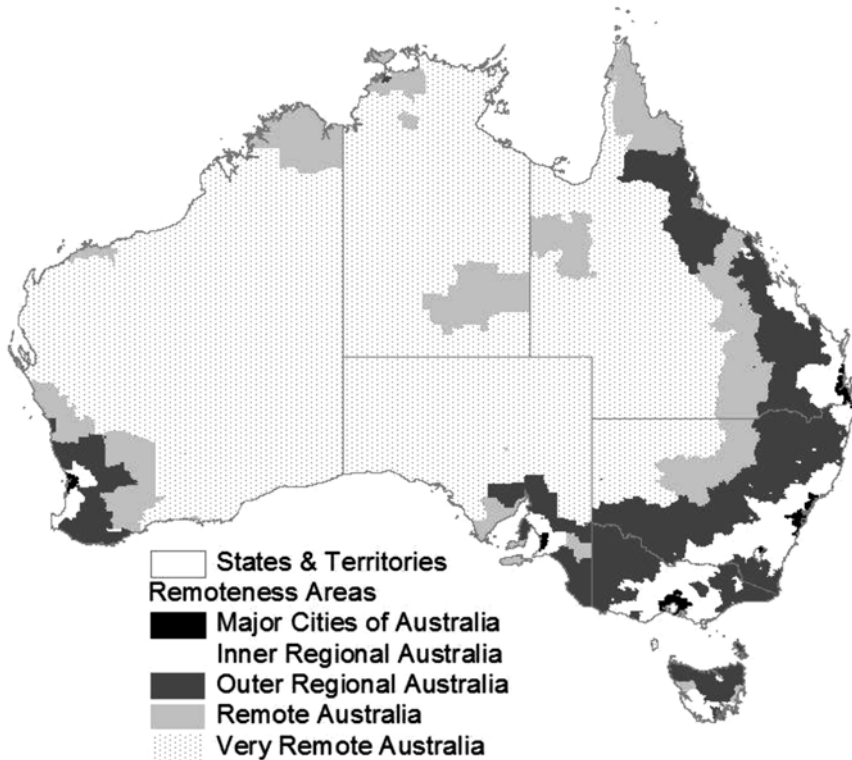 States & Territories
Remoteness Areas
Major Cities of Australia
Inner Regional Australia
Outer Regional Australia
Remote Australia
Very Remote Australia